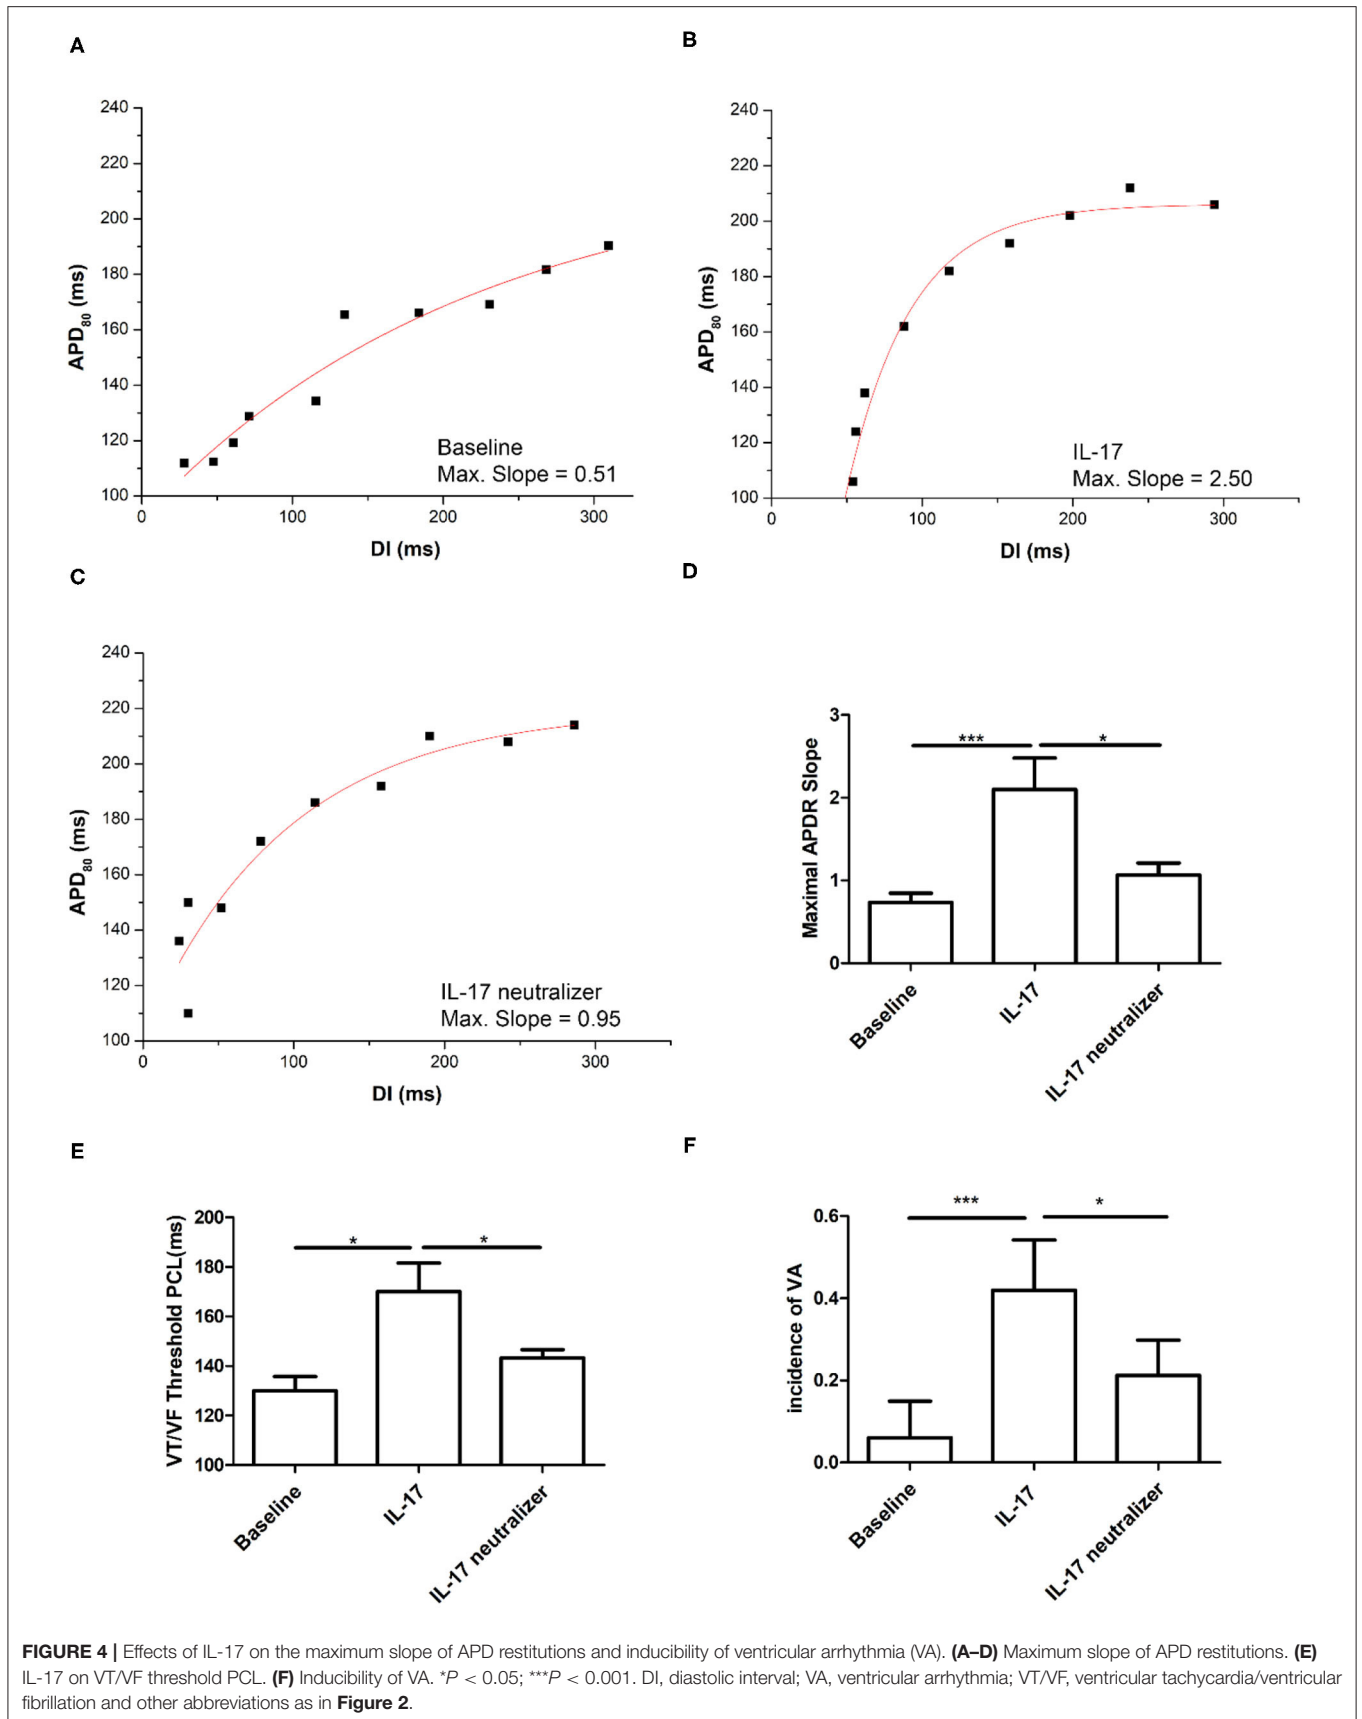 A
240
220
200
180
160
140
120
100
APD80 (ms)
Baseline
Max. Slope = 0.51
0 100 200 300
DI (ms)
B
240
220
200
180
160
140
120
100
APD80 (ms)
IL-17
Max. Slope = 2.50
0 100 200 300
DI (ms)
C
240
220
200
180
160
140
120
100
APD80 (ms)
IL-17 neutralizer
Max. Slope = 0.95
0 100 200 300
DI (ms)
D
3
2
1
0
Maximal APDR Slope
*** *
Baseline
IL-17
IL-17 neutralizer
E
200
180
160
140
120
100
VT/VF Threshold PCL(ms)
* *
Baseline
IL-17
IL-17 neutralizer
F
0.6
0.4
0.2
0.0
incidence of VA
*** *
Baseline
IL-17
IL-17 neutralizer
FIGURE 4 | Effects of IL-17 on the maximum slope of APD restitutions and inducibility of ventricular arrhythmia (VA). (A–D) Maximum slope of APD restitutions. (E)
IL-17 on VT/VF threshold PCL. (F) Inducibility of VA. *P < 0.05; ***P < 0.001. DI, diastolic interval; VA, ventricular arrhythmia; VT/VF, ventricular tachycardia/ventricular
fibrillation and other abbreviations as in Figure 2.